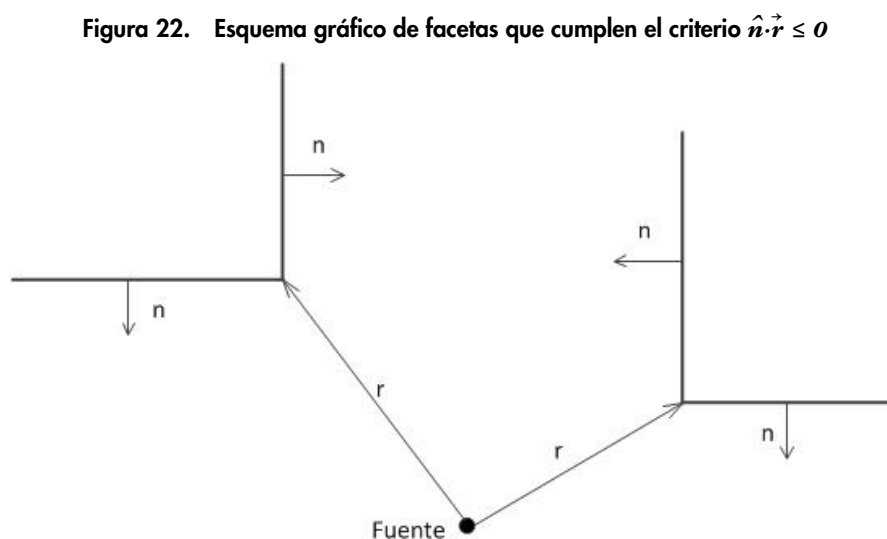 Figura 22. Esquema gráfico de facetas que cumplen el criterio n̂·r⃗ ≤ 0
n
n
n
n
r
r
Fuente